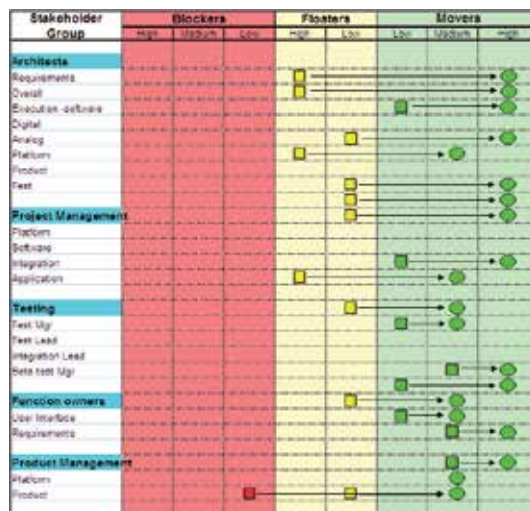 Stakeholder Group Blockers Floaters Movers
High Medium Low High Low Low Medium High
Architects
Requirements
Overall
Execution software
Digital
Analog
Platform
Product
Test
Project Management
Platform
Software
Integration
Application
Testing
Test Mgr
Test Lead
Integration Lead
Beta test Mgr
Function owners
User Interface
Requirements
Product Management
Platform
Product